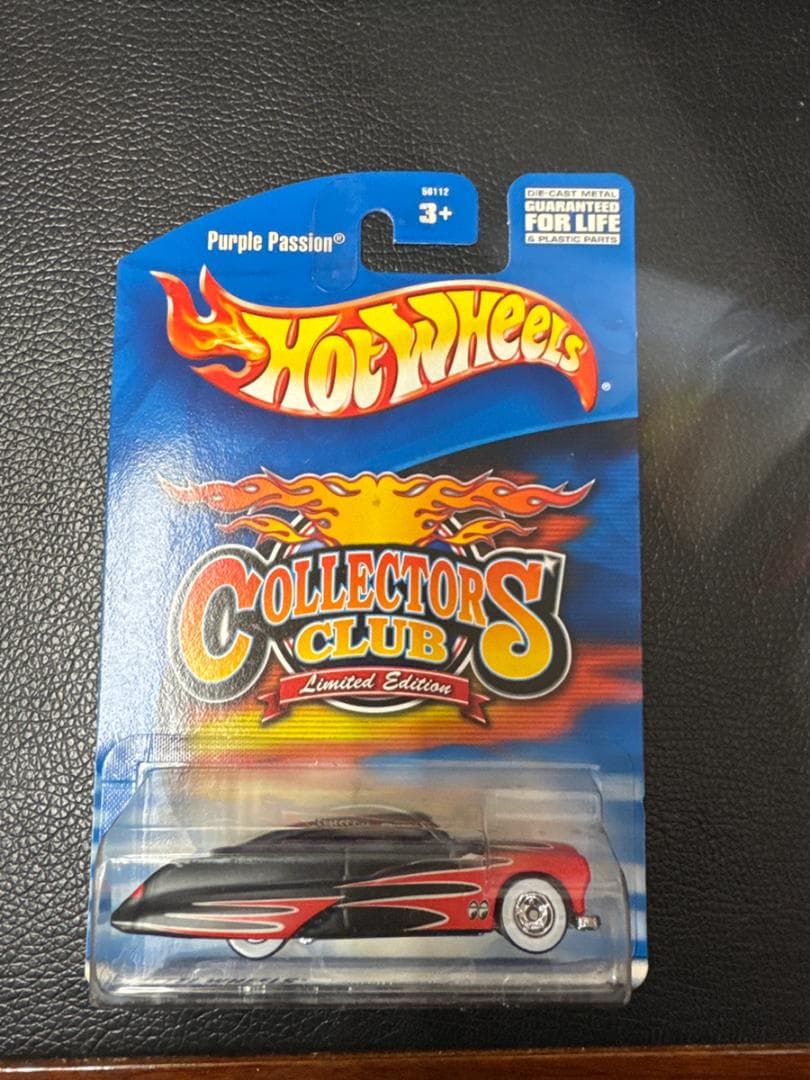 56112
3+
Purple Passion®
DIE-CAST METAL
GUARANTEED
FOR LIFE
& PLASTIC PARTS
HOT WHEELS®
COLLECTORS
CLUB
Limited Edition